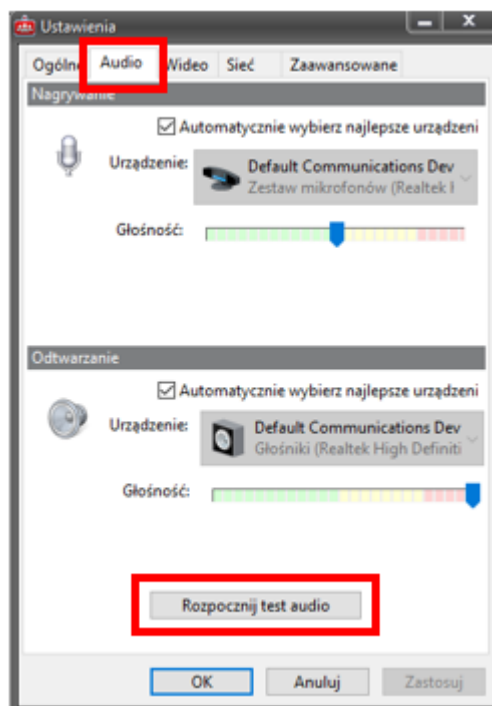 Ustawienia
Ogólne Audio Wideo Sieć Zaawansowane
Nagrywanie
Automatycznie wybierz najlepsze urządzeni
Urządzenie: Default Communications Dev
Zestaw mikrofonów (Realtek H
Głośność:
Odtwarzanie
Automatycznie wybierz najlepsze urządzeni
Urządzenie: Default Communications Dev
Głośniki (Realtek High Definiti
Głośność:
Rozpocznij test audio
OK Anuluj Zastosuj